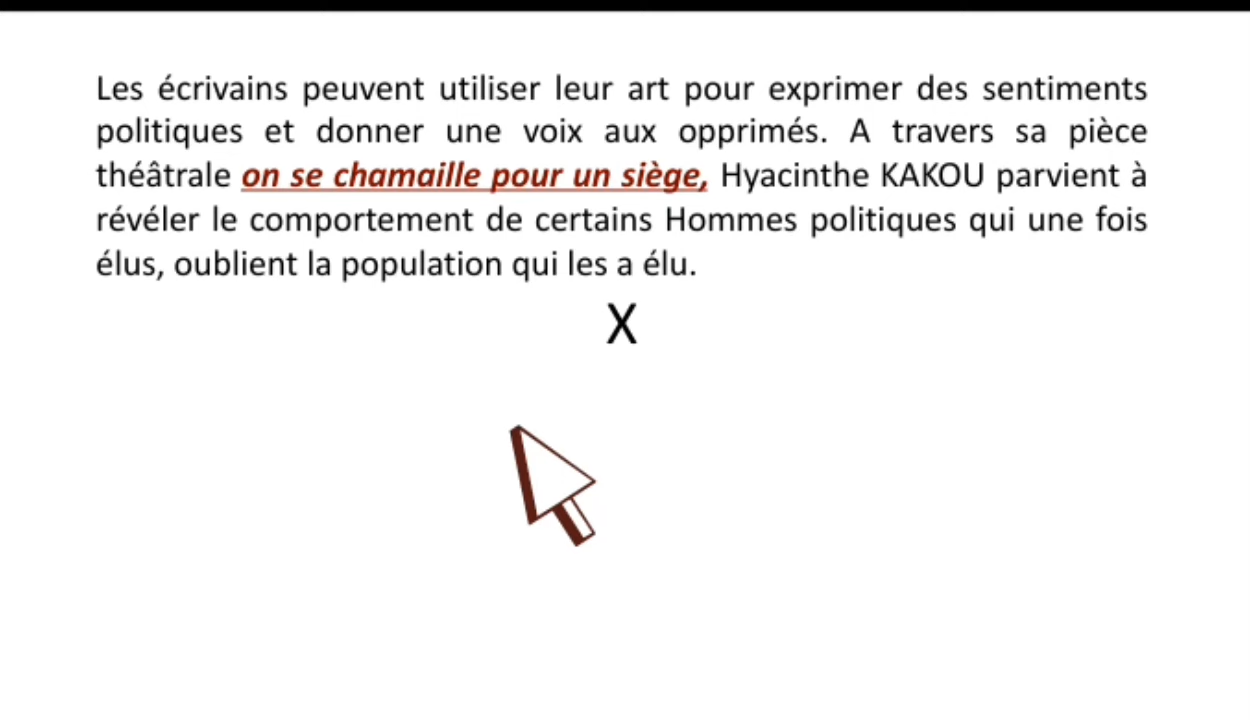 Les écrivains peuvent utiliser leur art pour exprimer des sentiments
politiques et donner une voix aux opprimés. A travers sa pièce
théâtrale on se chamaille pour un siège, Hyacinthe KAKOU parvient à
révéler le comportement de certains Hommes politiques qui une fois
élus, oublient la population qui les a élu.
X